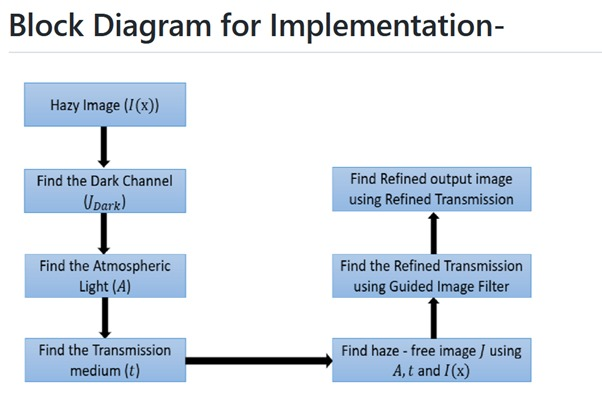 Block Diagram for Implementation-
Hazy Image (I(x))
Find the Dark Channel
(J_Dark)
Find the Atmospheric
Light (A)
Find the Transmission
medium (t)
Find haze - free image J using
A, t and I(x)
Find the Refined Transmission
using Guided Image Filter
Find Refined output image
using Refined Transmission